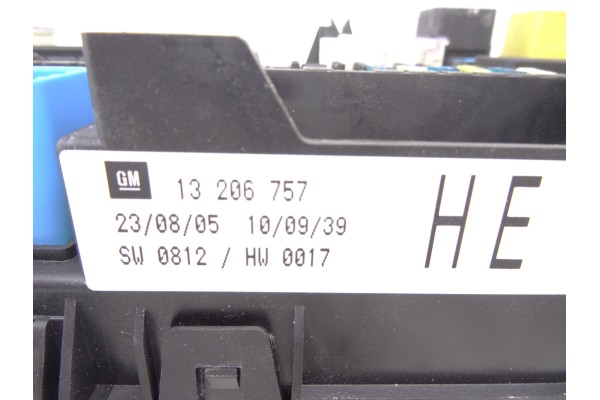 GM 13 206 757
23/08/05 10/09/39
SW 0812 / HW 0017
HE